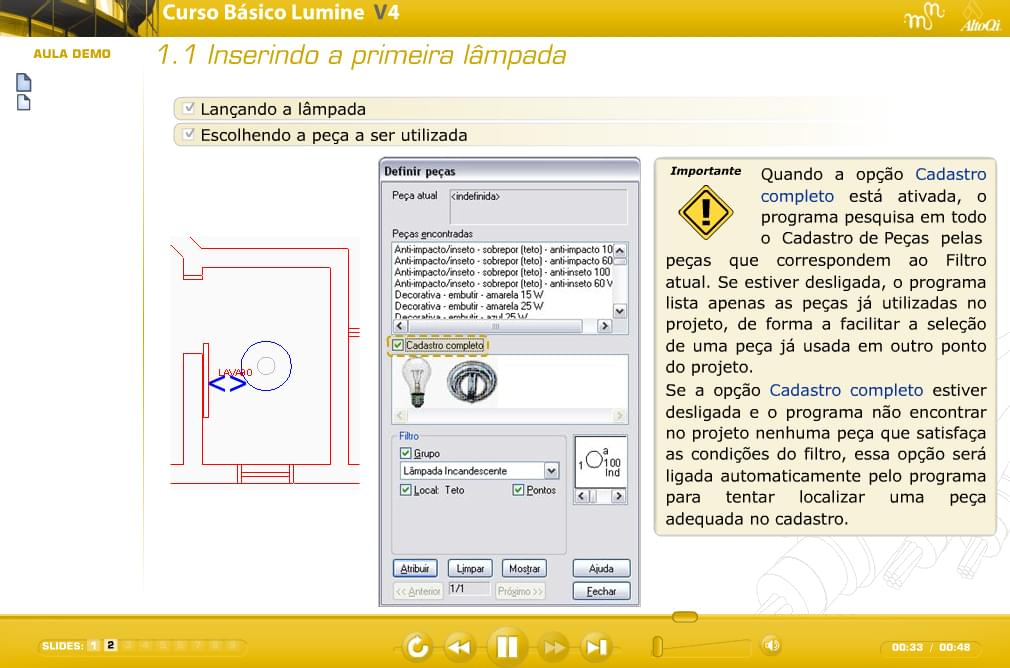 Curso Básico Lumine V4
AltoQi
AULA DEMO
1.1 Inserindo a primeira lâmpada
Lançando a lâmpada
Escolhendo a peça a ser utilizada
LAVABO
<>
Definir peças
Peça atual
<indefinida>
Peças encontradas
Anti-impacto/inseto - sobrepor (teto) - anti-impacto 10
Anti-impacto/inseto - sobrepor (teto) - anti-impacto 60
Anti-impacto/inseto - sobrepor (teto) - anti-inseto 100
Anti-impacto/inseto - sobrepor (teto) - anti-inseto 60 W
Decorativa - embutir - amarela 15 W
Decorativa - embutir - amarela 25 W
Decorativa - embutir - azul 25 W
Cadastro completo
Filtro
Grupo
Lâmpada Incandescente
Local: Teto
Pontos
a
1
100
Ind
Atribuir
Limpar
Mostrar
Ajuda
<< Anterior
1/1
Próximo >>
Fechar
Importante
Quando a opção Cadastro
completo está ativada, o
programa pesquisa em todo
o Cadastro de Peças pelas
peças que correspondem ao Filtro
atual. Se estiver desligada, o programa
lista apenas as peças já utilizadas no
projeto, de forma a facilitar a seleção
de uma peça já usada em outro ponto
do projeto.
Se a opção Cadastro completo estiver
desligada e o programa não encontrar
no projeto nenhuma peça que satisfaça
as condições do filtro, essa opção será
ligada automaticamente pelo programa
para tentar localizar uma peça
adequada no cadastro.
SLIDES: 1 2 3 4 5 6 7 8 9
00:33 / 00:48